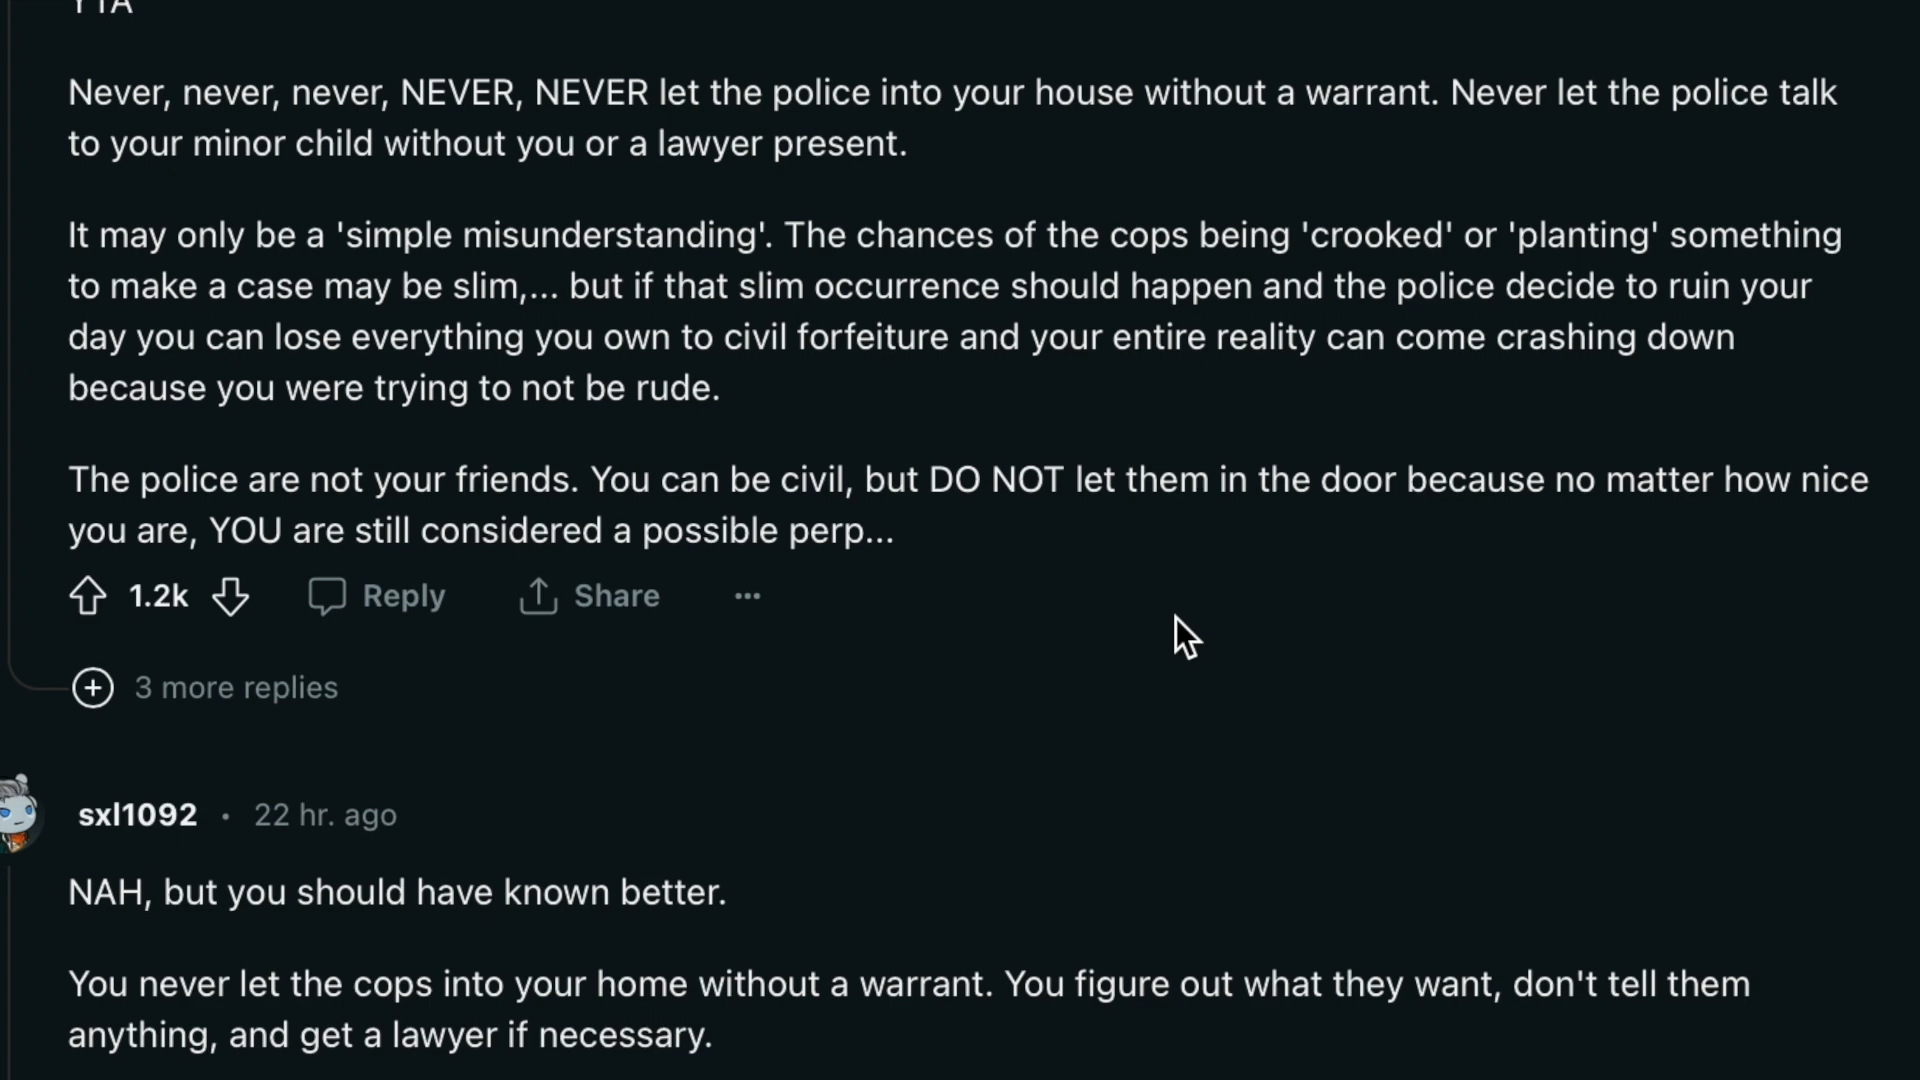 YTA
Never, never, never, NEVER, NEVER let the police into your house without a warrant. Never let the police talk
to your minor child without you or a lawyer present.
It may only be a 'simple misunderstanding'. The chances of the cops being 'crooked' or 'planting' something
to make a case may be slim,... but if that slim occurrence should happen and the police decide to ruin your
day you can lose everything you own to civil forfeiture and your entire reality can come crashing down
because you were trying to not be rude.
The police are not your friends. You can be civil, but DO NOT let them in the door because no matter how nice
you are, YOU are still considered a possible perp...
1.2k Reply Share ...
3 more replies
sxl1092 · 22 hr. ago
NAH, but you should have known better.
You never let the cops into your home without a warrant. You figure out what they want, don't tell them
anything, and get a lawyer if necessary.